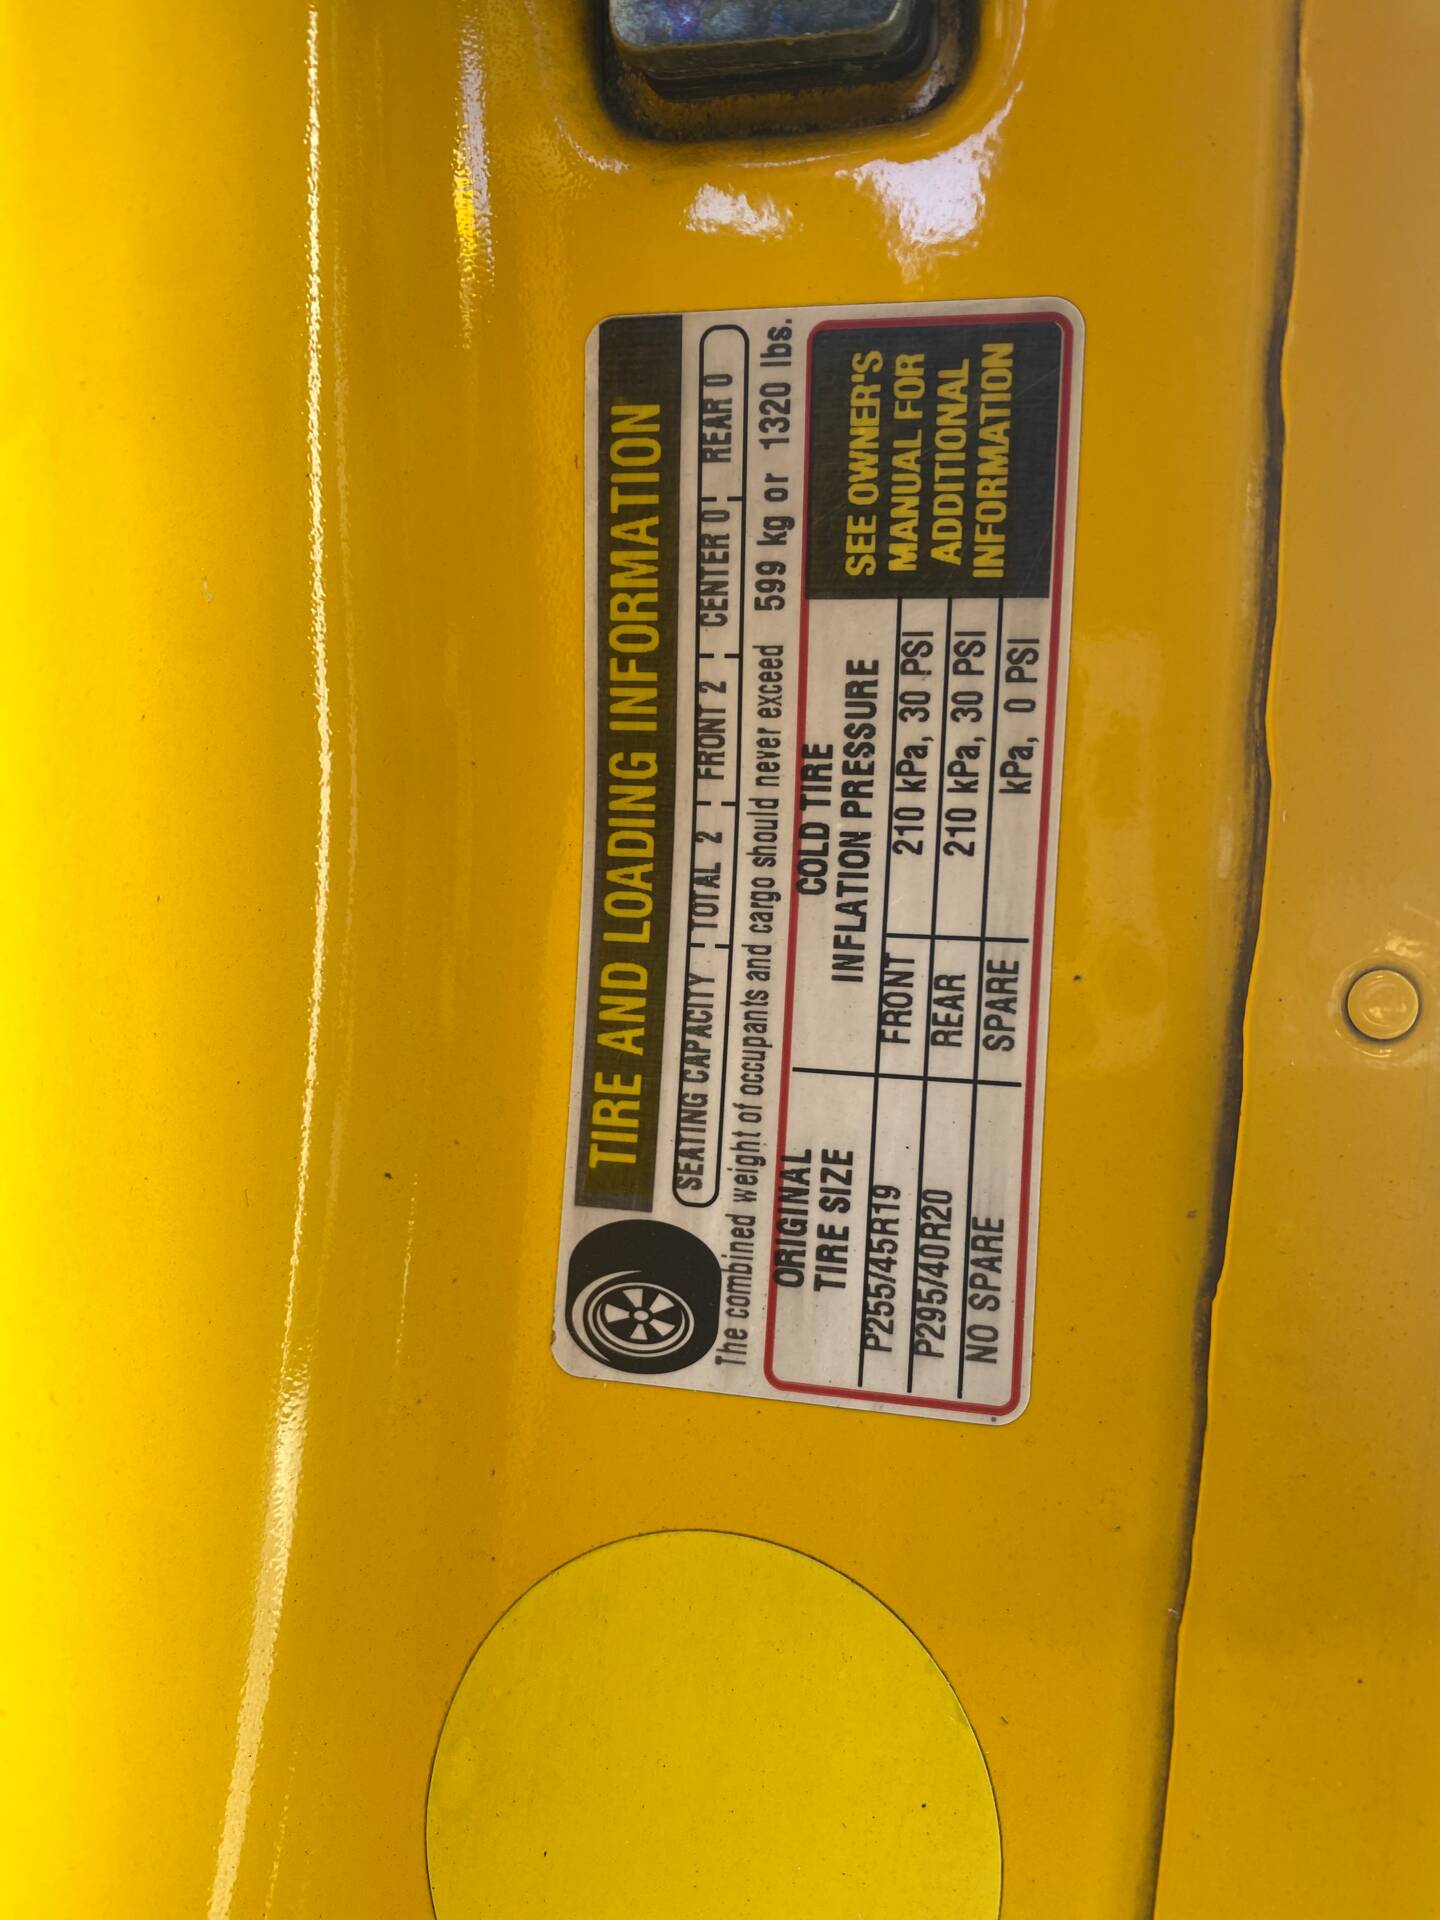 TIRE AND LOADING INFORMATION
SEATING CAPACITY TOTAL 2 FRONT 2 CENTER 0 REAR 0
The combined weight of occupants and cargo should never exceed 599 kg or 1320 lbs.
ORIGINAL TIRE SIZE
COLD TIRE INFLATION PRESSURE
P255/45R19 FRONT 210 kPa, 30 PSI
P295/40R20 REAR 210 kPa, 30 PSI
NO SPARE SPARE kPa, 0 PSI
SEE OWNER'S
MANUAL FOR
ADDITIONAL
INFORMATION